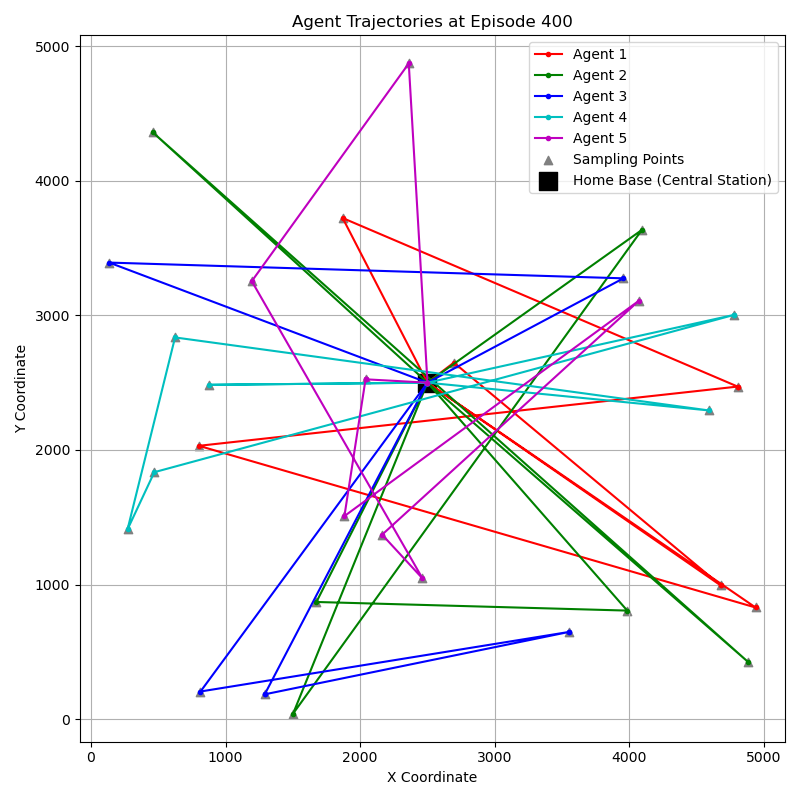 Agent Trajectories at Episode 400
Agent 1
Agent 2
Agent 3
Agent 4
Agent 5
Sampling Points
Home Base (Central Station)
Y Coordinate
5000
4000
3000
2000
1000
0
0 1000 2000 3000 4000 5000
X Coordinate